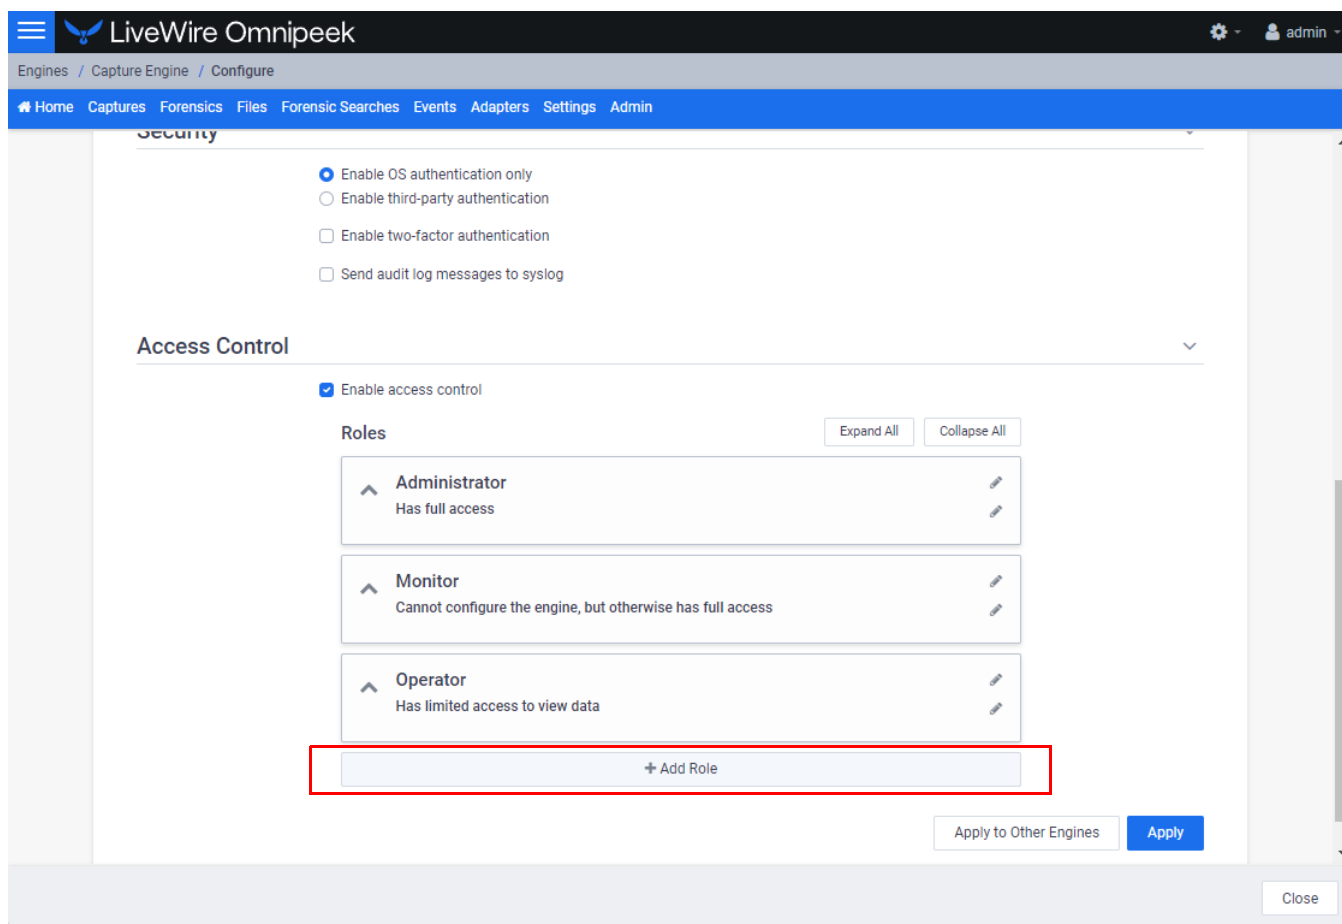 LiveWire Omnipeek
admin
Engines / Capture Engine / Configure
Home Captures Forensics Files Forensic Searches Events Adapters Settings Admin
Security
Enable OS authentication only
Enable third-party authentication
Enable two-factor authentication
Send audit log messages to syslog
Access Control
Enable access control
Roles
Expand All
Collapse All
Administrator
Has full access
Monitor
Cannot configure the engine, but otherwise has full access
Operator
Has limited access to view data
+ Add Role
Apply to Other Engines
Apply
Close